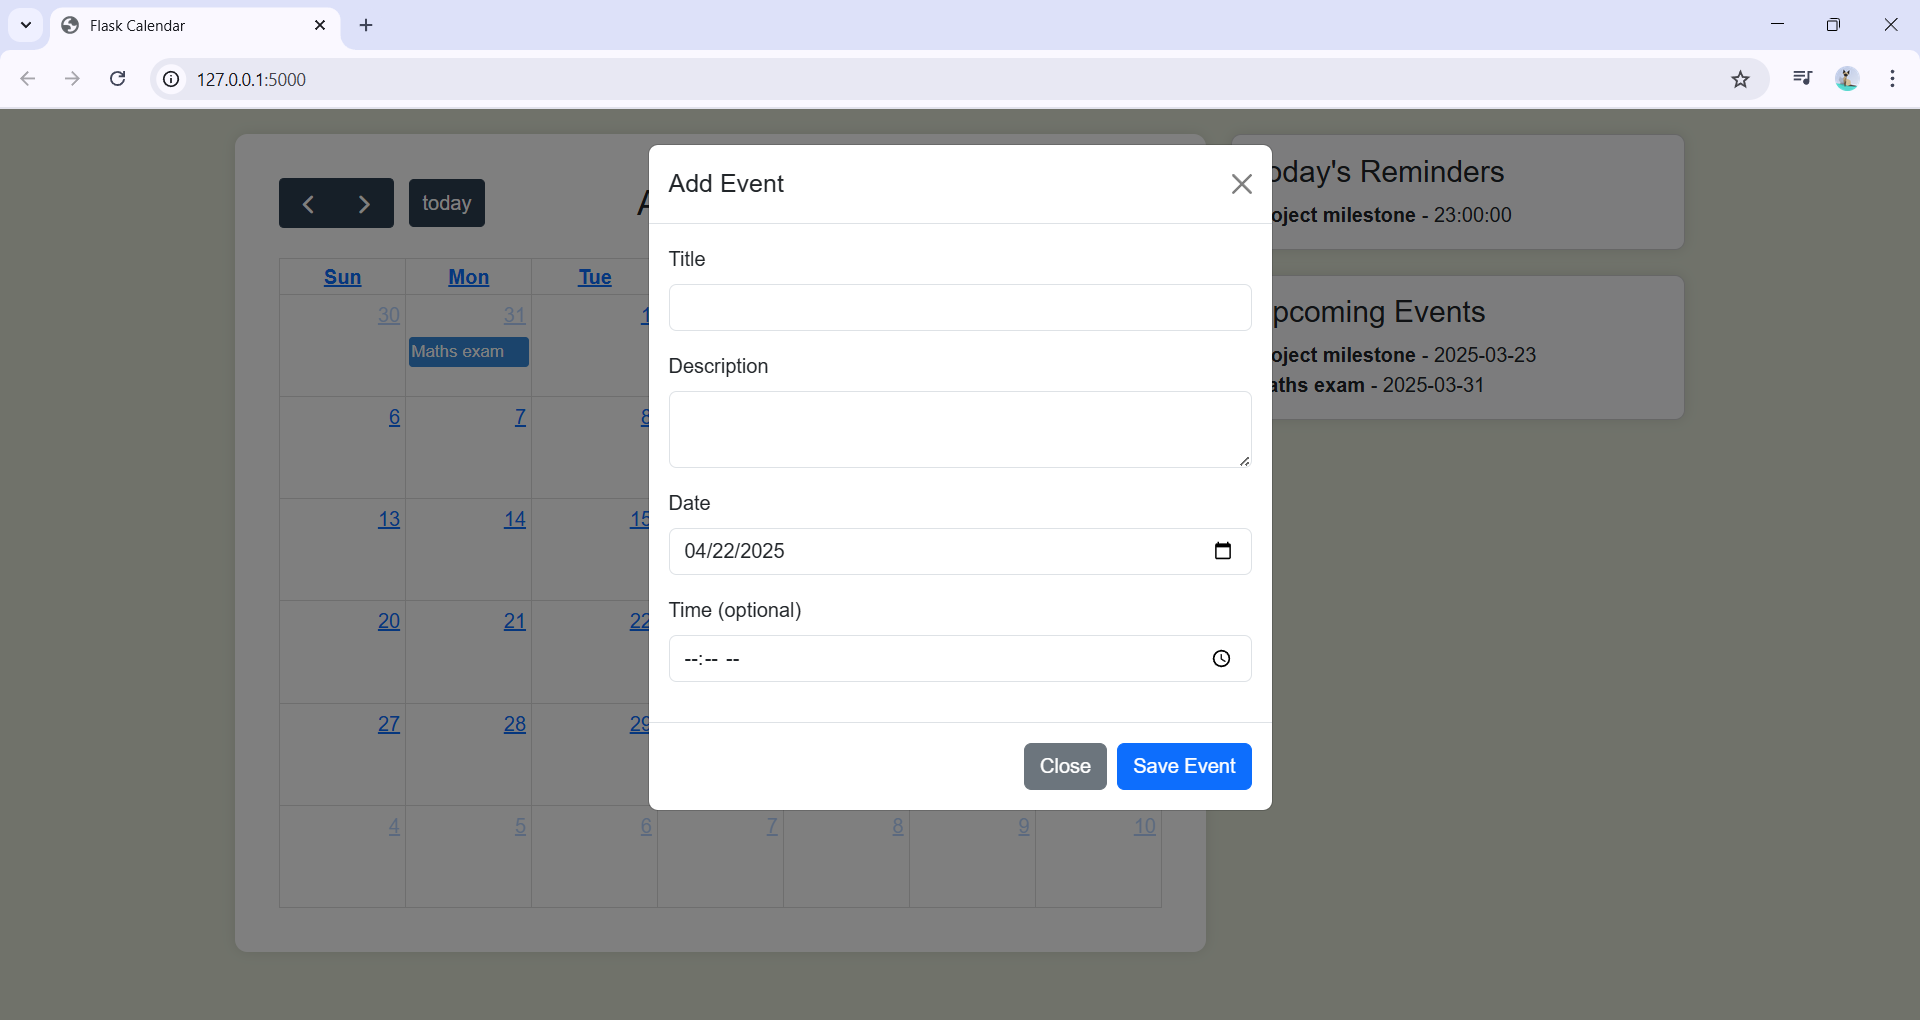 Flask Calendar
127.0.0.1:5000
today
Sun Mon Tue
30 31 1
Maths exam
6 7 8
13 14 15
20 21 22
27 28 29
4 5 6 7 8 9 10
Add Event
Title
Description
Date
04/22/2025
Time (optional)
--:-- --
Close Save Event
oday's Reminders
oject milestone - 23:00:00
pcoming Events
oject milestone - 2025-03-23
aths exam - 2025-03-31